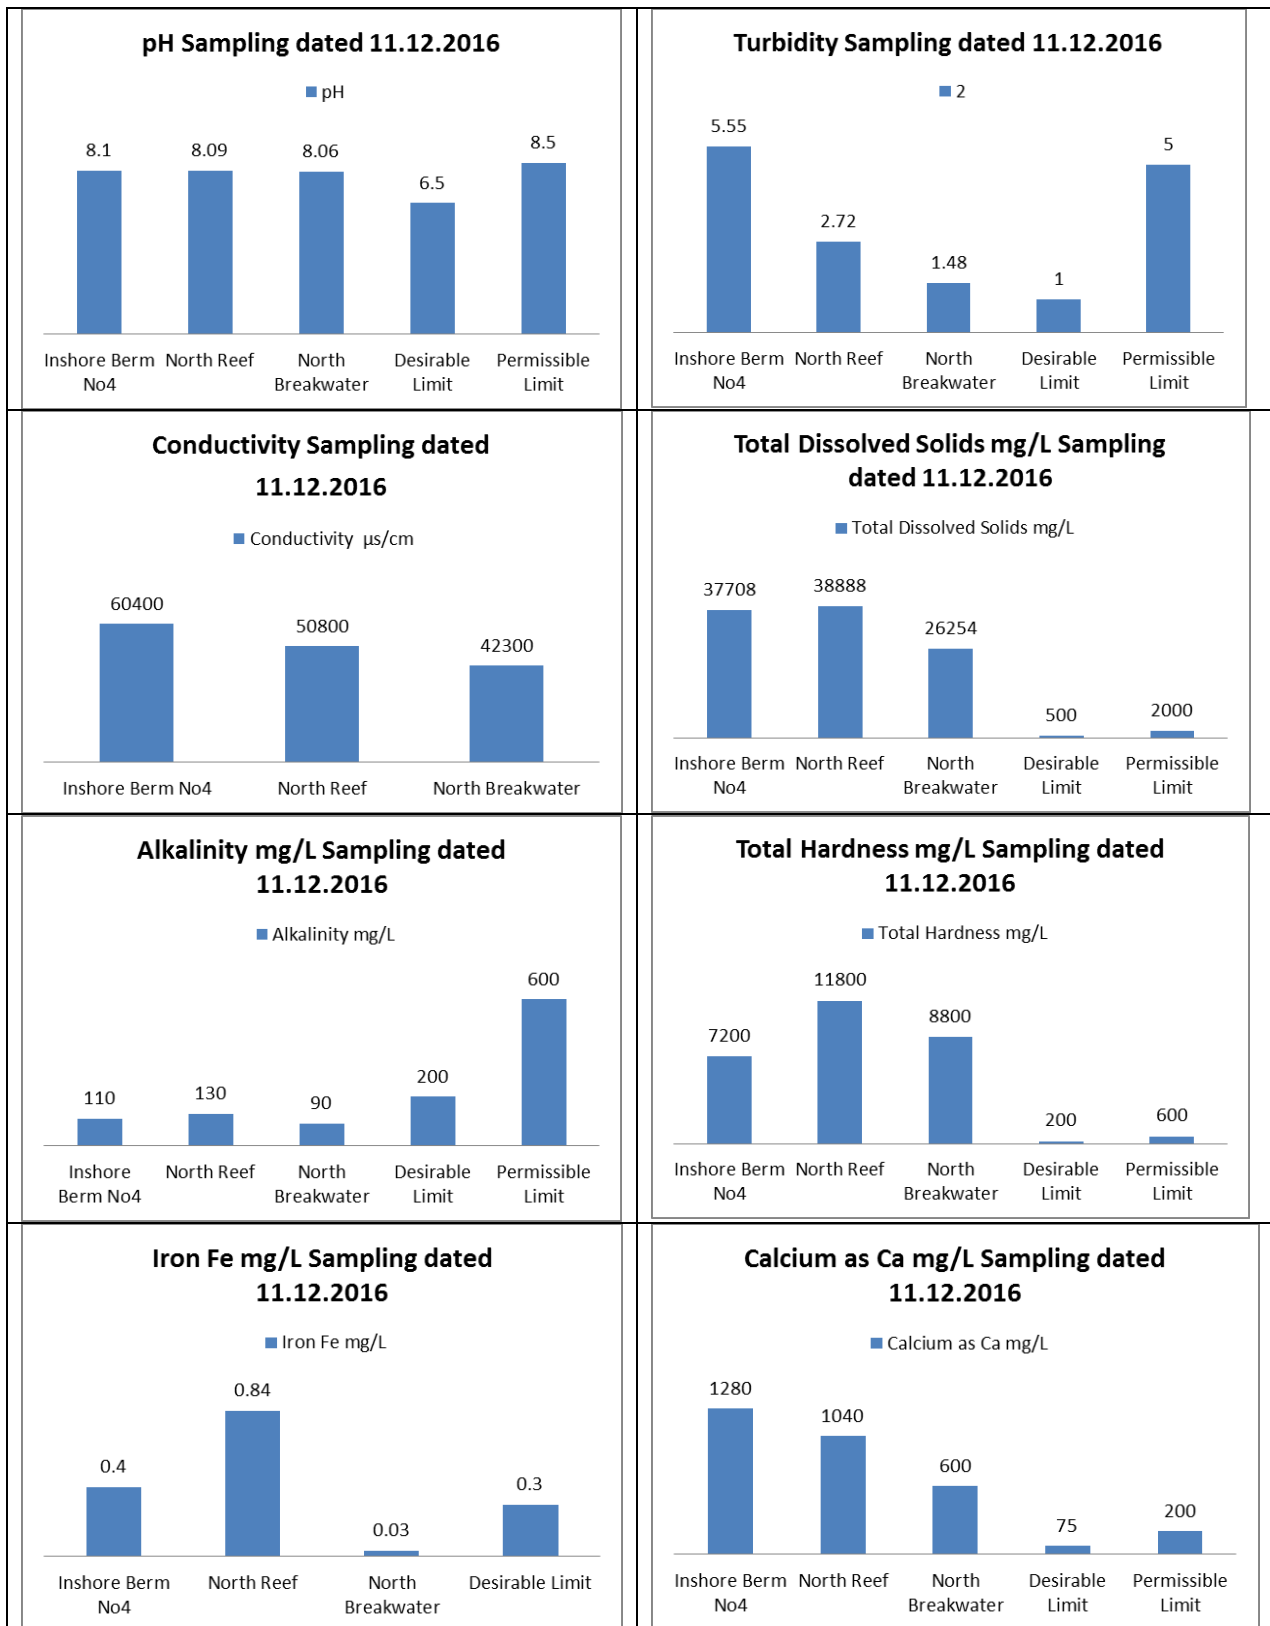 pH Sampling dated 11.12.2016
pH
8.1
8.09
8.06
6.5
8.5
Inshore Berm
No4
North Reef
North
Breakwater
Desirable
Limit
Permissible
Limit
Turbidity Sampling dated 11.12.2016
2
5.55
2.72
1.48
1
5
Inshore Berm
No4
North Reef
North
Breakwater
Desirable
Limit
Permissible
Limit
Conductivity Sampling dated
11.12.2016
Conductivity µs/cm
60400
50800
42300
Inshore Berm No4
North Reef
North Breakwater
Total Dissolved Solids mg/L Sampling
dated 11.12.2016
Total Dissolved Solids mg/L
37708
38888
26254
500
2000
Inshore Berm
No4
North Reef
North
Breakwater
Desirable
Limit
Permissible
Limit
Alkalinity mg/L Sampling dated
11.12.2016
Alkalinity mg/L
110
130
90
200
600
Inshore
Berm No4
North Reef
North
Breakwater
Desirable
Limit
Permissible
Limit
Total Hardness mg/L Sampling dated
11.12.2016
Total Hardness mg/L
7200
11800
8800
200
600
Inshore Berm
No4
North Reef
North
Breakwater
Desirable
Limit
Permissible
Limit
Iron Fe mg/L Sampling dated
11.12.2016
Iron Fe mg/L
0.4
0.84
0.03
0.3
Inshore Berm
No4
North Reef
North
Breakwater
Desirable Limit
Calcium as Ca mg/L Sampling dated
11.12.2016
Calcium as Ca mg/L
1280
1040
600
75
200
Inshore Berm
No4
North Reef
North
Breakwater
Desirable
Limit
Permissible
Limit